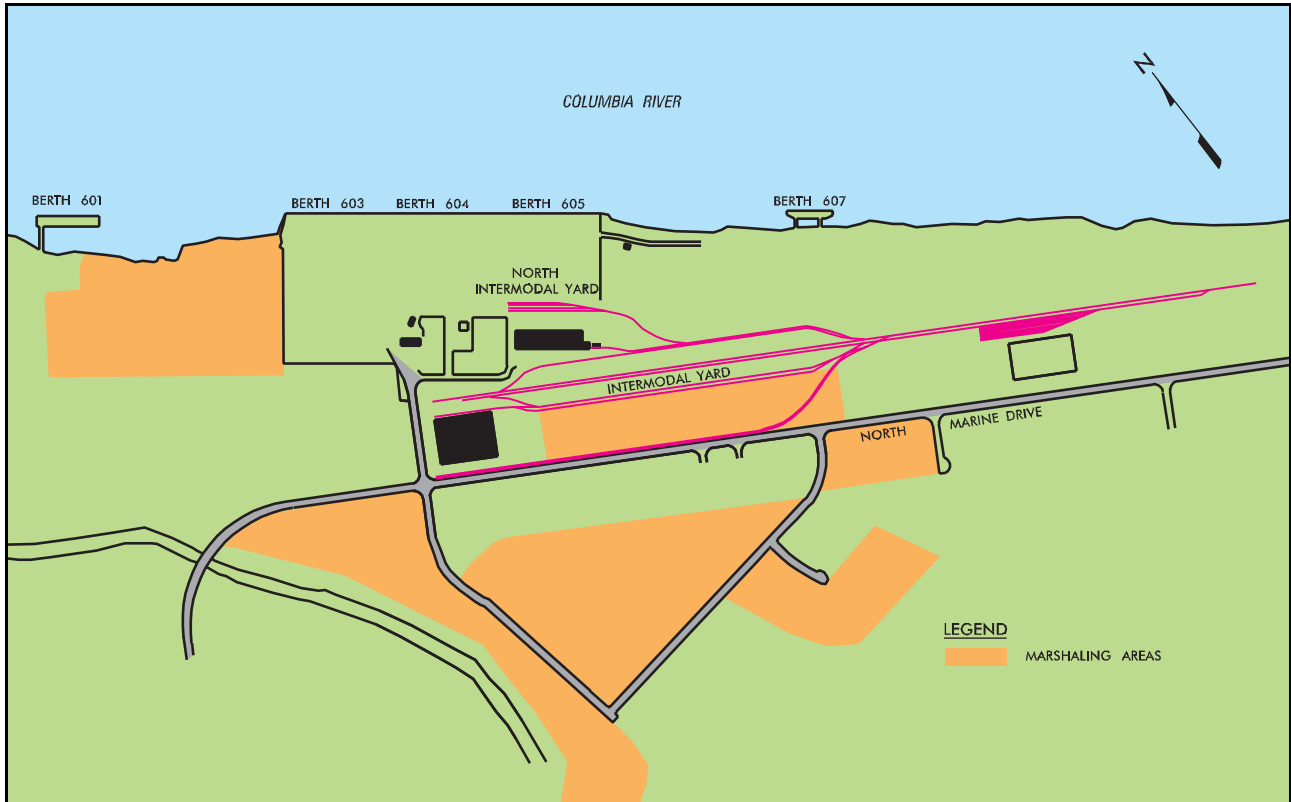 N
COLUMBIA RIVER
BERTH 601
BERTH 603
BERTH 604
BERTH 605
BERTH 607
NORTH
INTERMODAL YARD
INTERMODAL YARD
NORTH MARINE DRIVE
LEGEND
MARSHALING AREAS